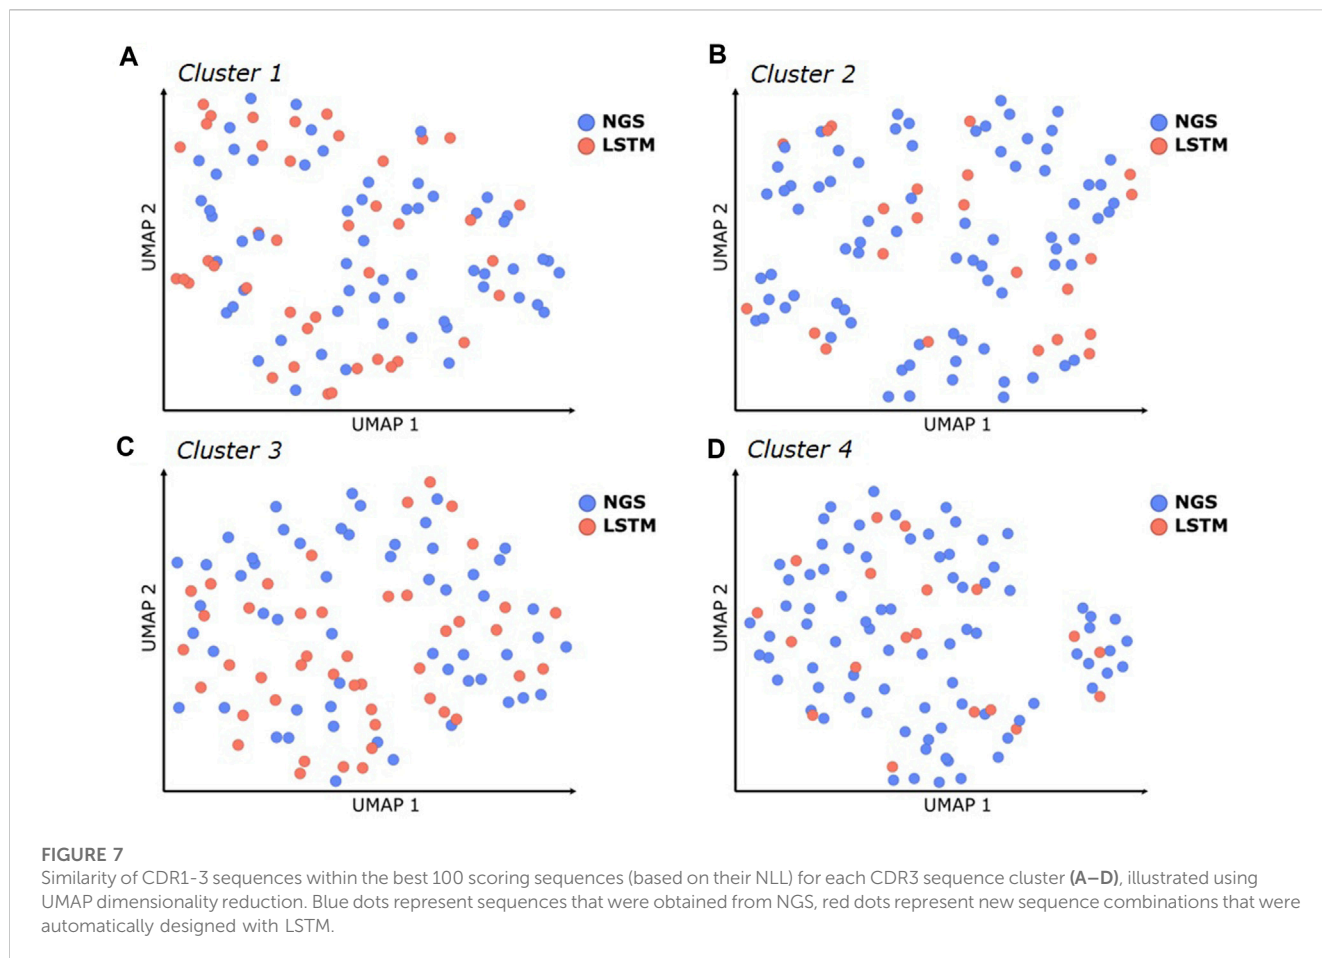 A
Cluster 1
NGS
LSTM
UMAP 2
UMAP 1
B
Cluster 2
NGS
LSTM
UMAP 2
UMAP 1
C
Cluster 3
NGS
LSTM
UMAP 2
UMAP 1
D
Cluster 4
NGS
LSTM
UMAP 2
UMAP 1
FIGURE 7
Similarity of CDR1-3 sequences within the best 100 scoring sequences (based on their NLL) for each CDR3 sequence cluster (A–D), illustrated using
UMAP dimensionality reduction. Blue dots represent sequences that were obtained from NGS, red dots represent new sequence combinations that were
automatically designed with LSTM.